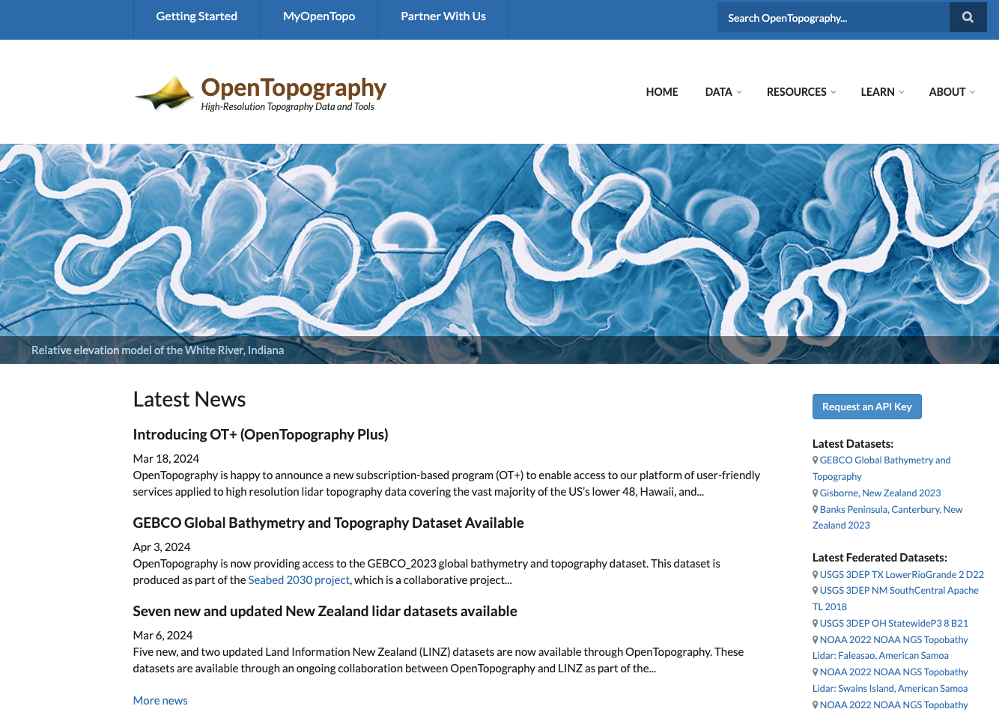 Getting Started
MyOpenTopo
Partner With Us
Search OpenTopography...
OpenTopography
High-Resolution Topography Data and Tools
HOME
DATA
RESOURCES
LEARN
ABOUT
Relative elevation model of the White River, Indiana
Latest News
Introducing OT+ (OpenTopography Plus)
Mar 18, 2024
OpenTopography is happy to announce a new subscription-based program (OT+) to enable access to our platform of user-friendly
services applied to high resolution lidar topography data covering the vast majority of the US’s lower 48, Hawaii, and...
GEBCO Global Bathymetry and Topography Dataset Available
Apr 3, 2024
OpenTopography is now providing access to the GEBCO_2023 global bathymetry and topography dataset. This dataset is
produced as part of the Seabed 2030 project, which is a collaborative project...
Seven new and updated New Zealand lidar datasets available
Mar 6, 2024
Five new, and two updated Land Information New Zealand (LINZ) datasets are now available through OpenTopography. These
datasets are available through an ongoing collaboration between OpenTopography and LINZ as part of the...
More news
Request an API Key
Latest Datasets:
GEBCO Global Bathymetry and
Topography
Gisborne, New Zealand 2023
Banks Peninsula, Canterbury, New
Zealand 2023
Latest Federated Datasets:
USGS 3DEP TX LowerRioGrande 2 D22
USGS 3DEP NM SouthCentral Apache
TL 2018
USGS 3DEP OH StatewideP3 8 B21
NOAA 2022 NOAA NGS Topobathy
Lidar: Faleasao, American Samoa
NOAA 2022 NOAA NGS Topobathy
Lidar: Swains Island, American Samoa
NOAA 2022 NOAA NGS Topobathy